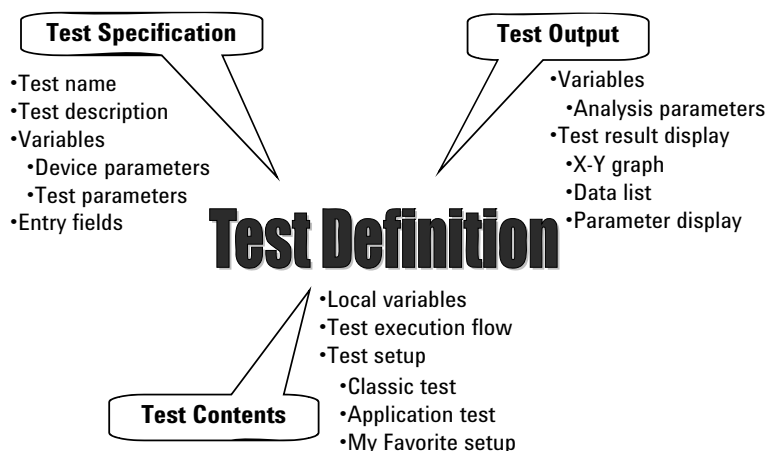 Test Specification
•Test name
•Test description
•Variables
•Device parameters
•Test parameters
•Entry fields
Test Output
•Variables
•Analysis parameters
•Test result display
•X-Y graph
•Data list
•Parameter display
Test Definition
•Local variables
•Test execution flow
•Test setup
•Classic test
•Application test
•My Favorite setup
Test Contents